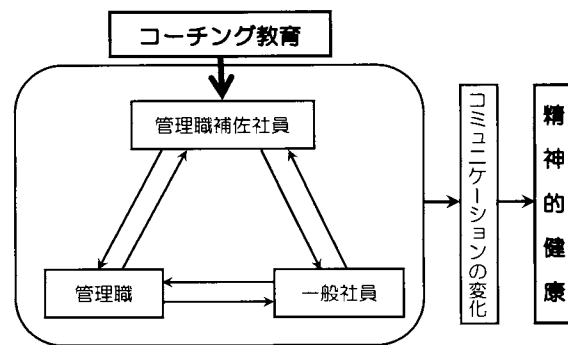 コーチング教育
管理職補佐社員
管理職
一般社員
コミュニケーションの変化
精神的健康